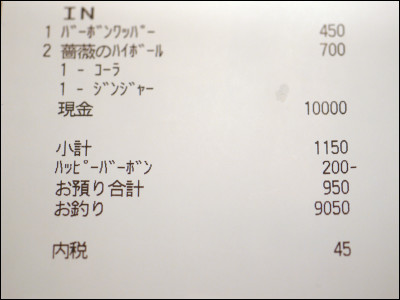 IN
1 ﾊﾞｰﾎﾞﾝﾜｯﾊﾟｰ 450
2 薔薇のﾊｲﾎﾞｰﾙ 700
1 - ｺｰﾗ
1 - ｼﾞﾝｼﾞｬｰ
現金 10000
小計 1150
ﾊｯﾋﾟｰﾊﾞｰﾎﾞﾝ 200-
お預り合計 950
お釣り 9050
内税 45